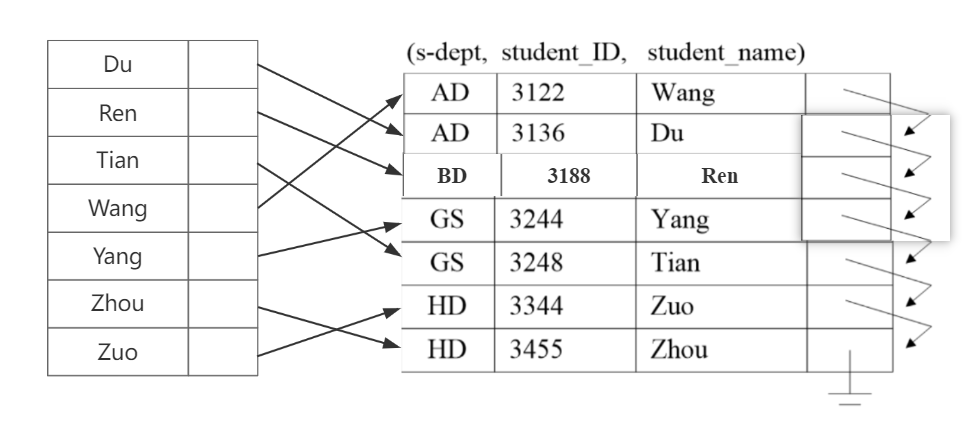 Du
Ren
Tian
Wang
Yang
Zhou
Zuo
(s-dept, student_ID, student_name)
AD 3122 Wang
AD 3136 Du
BD 3188 Ren
GS 3244 Yang
GS 3248 Tian
HD 3344 Zuo
HD 3455 Zhou